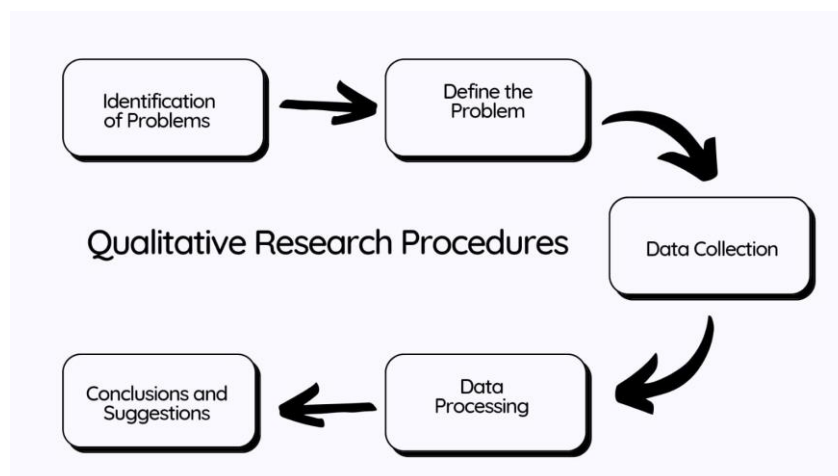 Identification
of Problems
Define the
Problem
Qualitative Research Procedures
Data Collection
Conclusions and
Suggestions
Data
Processing